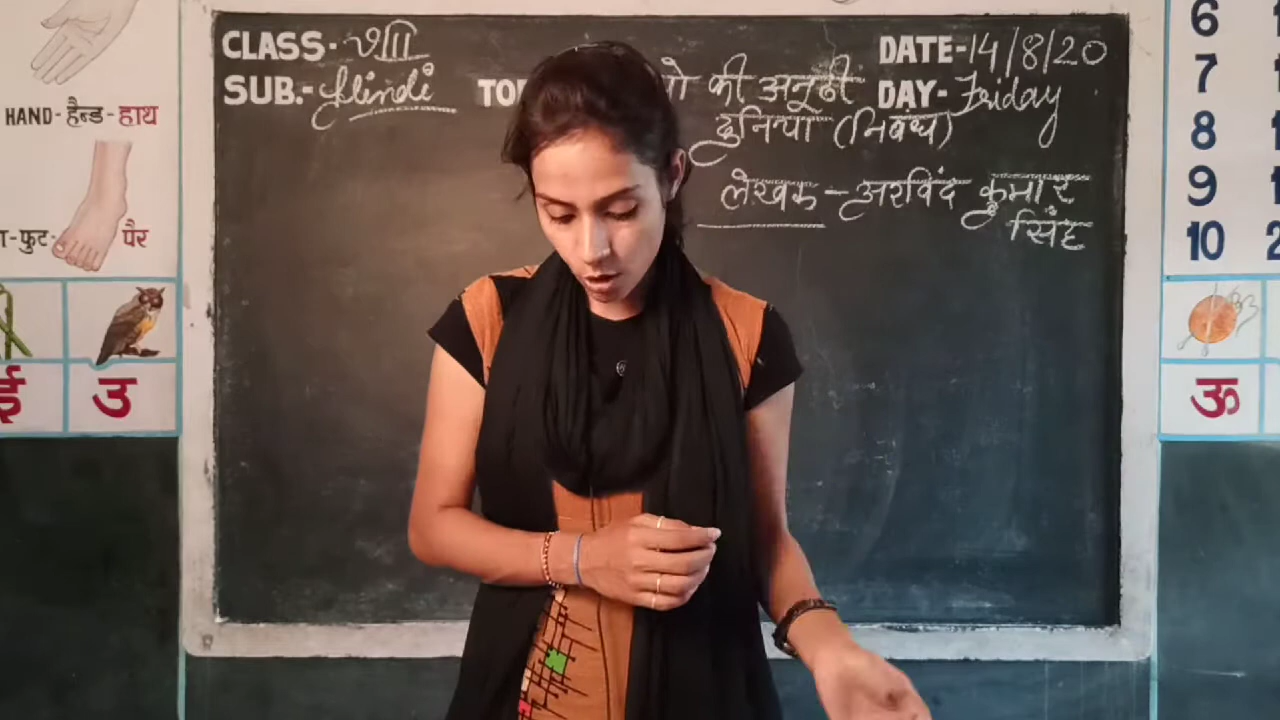 CLASS- VIII
DATE-14/8/20
SUB.- Hindi
की अनूठी
DAY- Friday
दुनिया (निबंध)
लेखक - अरविंद कुमार
सिंह
HAND-हैन्ड-हाथ
फुट-
पैर
ई
उ
6
7
8
9
10
ऊ